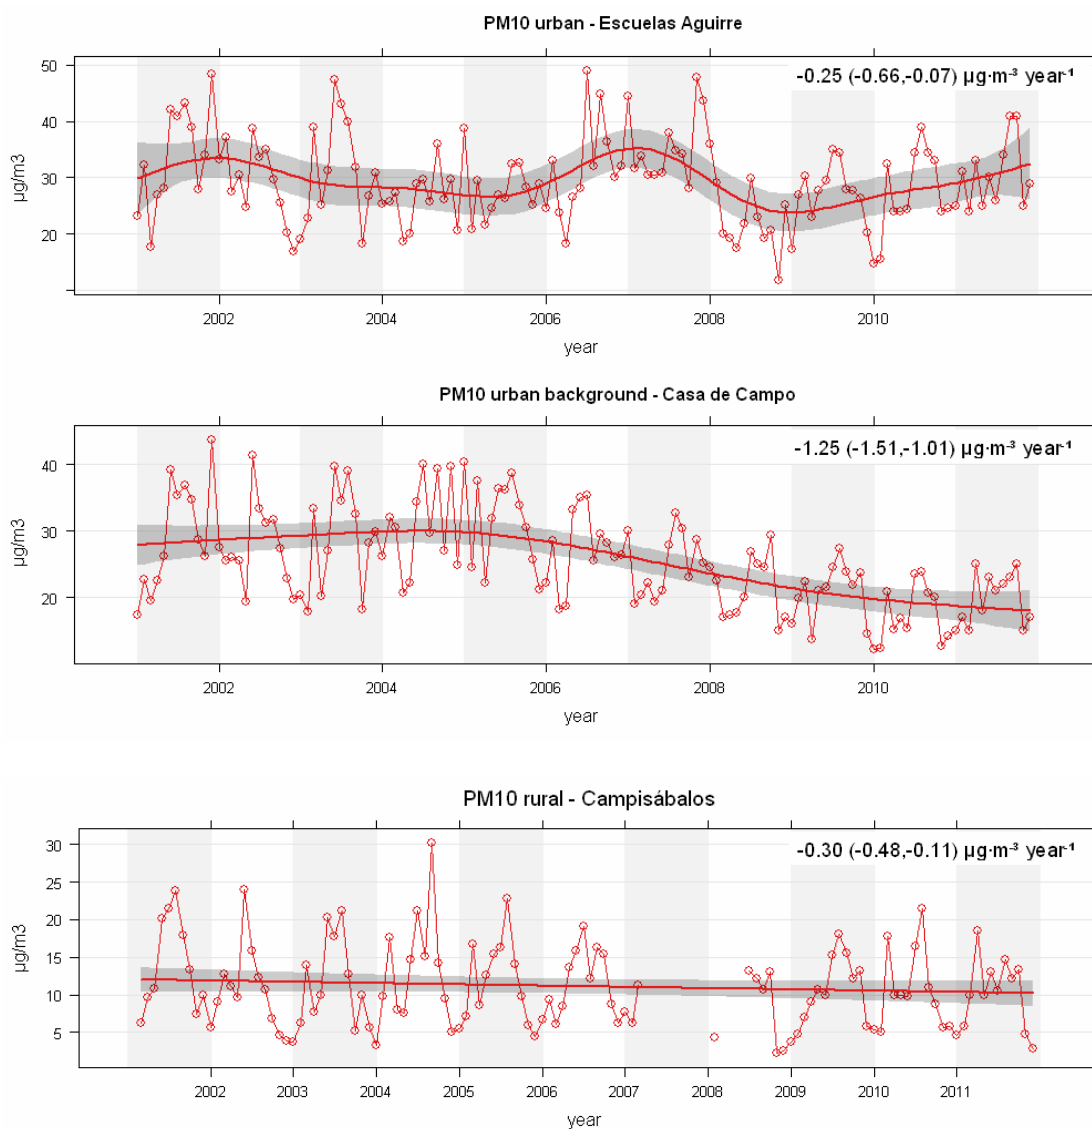 PM10 urban - Escuelas Aguirre
-0.25 (-0.66,-0.07) µg·m⁻³ year⁻¹
50
40
30
20
µg/m3
2002 2004 2006 2008 2010
year
PM10 urban background - Casa de Campo
-1.25 (-1.51,-1.01) µg·m⁻³ year⁻¹
40
30
20
µg/m3
2002 2004 2006 2008 2010
year
PM10 rural - Campisábalos
-0.30 (-0.48,-0.11) µg·m⁻³ year⁻¹
30
25
20
15
10
5
µg/m3
2002 2003 2004 2005 2006 2007 2008 2009 2010 2011
year